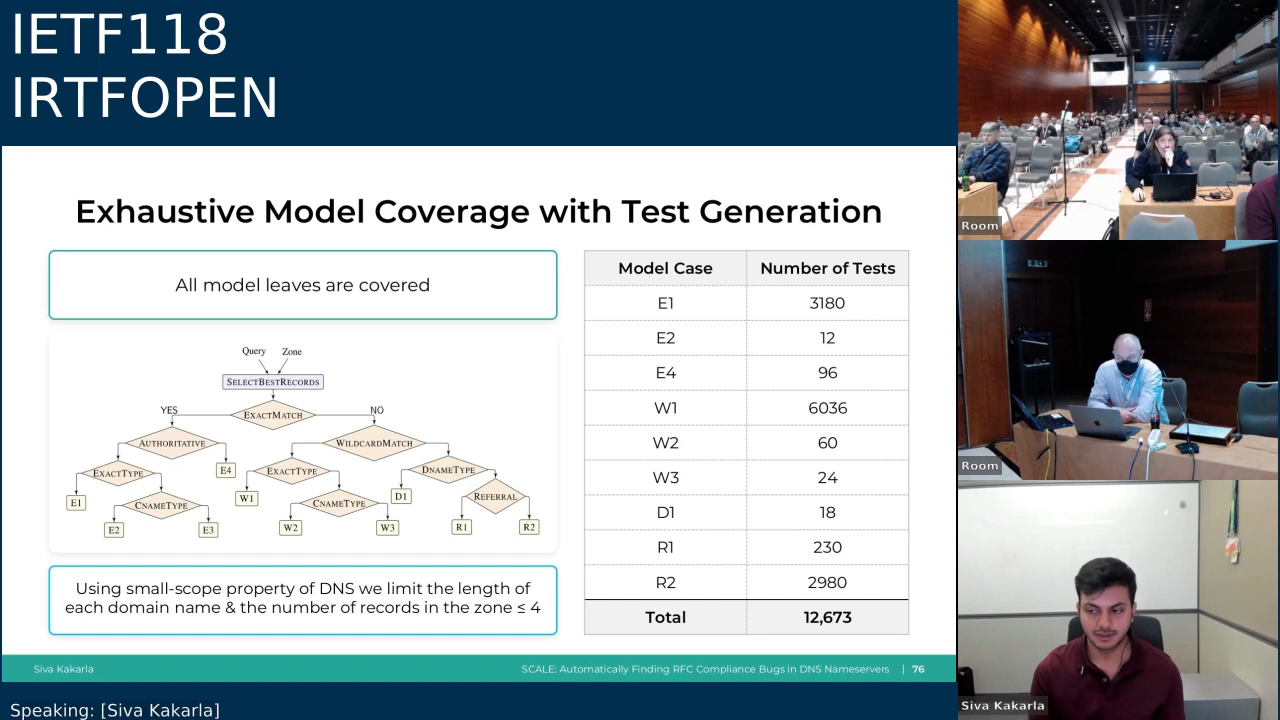 IETF118
IRTFOPEN
Exhaustive Model Coverage with Test Generation
All model leaves are covered
Query Zone
SELECTBESTRECORDS
YES NO
EXACTMATCH
AUTHORITATIVE WILDCARDMATCH
EXACTTYPE E4 EXACTTYPE DNAMETYPE
E1 CNAMETYPE W1 CNAMETYPE D1 REFERRAL
E2 E3 W2 W3 R1 R2
Using small-scope property of DNS we limit the length of
each domain name & the number of records in the zone ≤ 4
Model Case Number of Tests
E1 3180
E2 12
E4 96
W1 6036
W2 60
W3 24
D1 18
R1 230
R2 2980
Total 12,673
Siva Kakarla SCALE: Automatically Finding RFC Compliance Bugs in DNS Nameservers | 76
Speaking: [Siva Kakarla]
Room
Room
Siva Kakarla